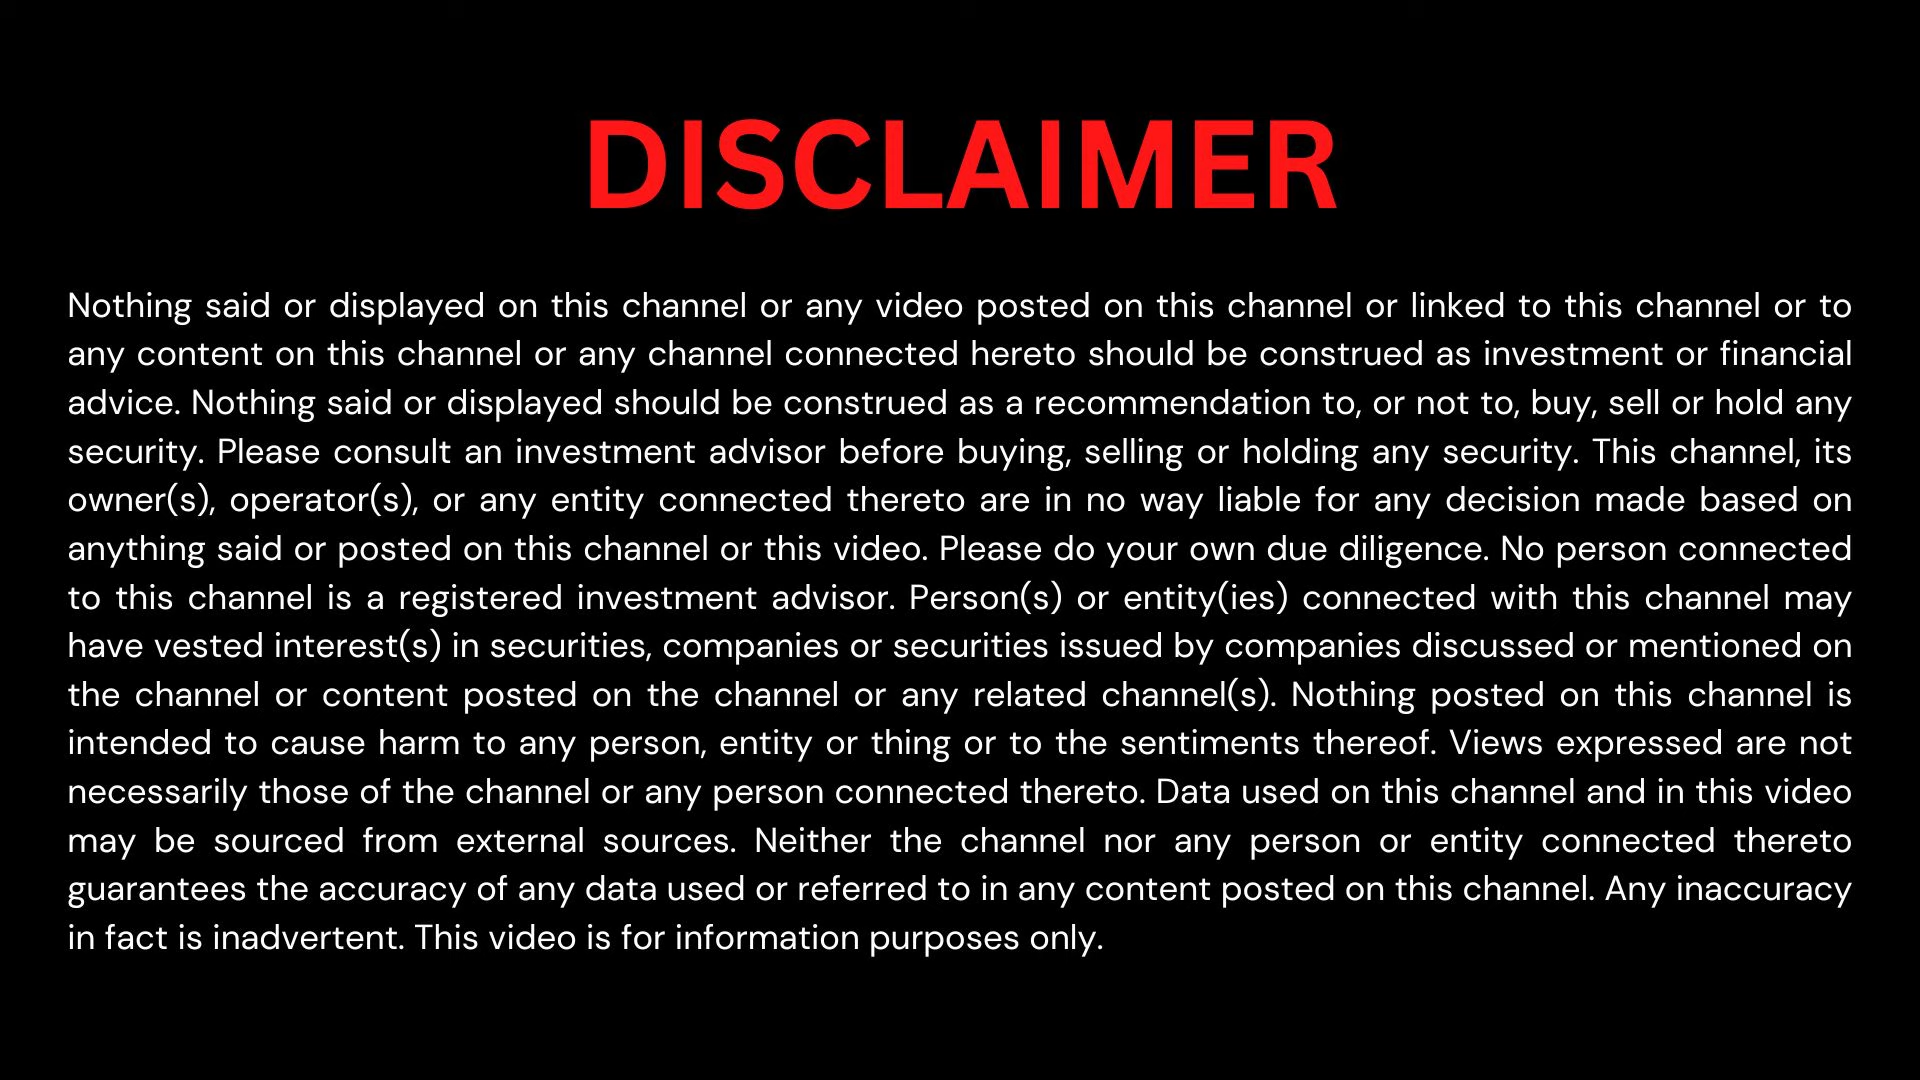 DISCLAIMER
Nothing said or displayed on this channel or any video posted on this channel or linked to this channel or to
any content on this channel or any channel connected hereto should be construed as investment or financial
advice. Nothing said or displayed should be construed as a recommendation to, or not to, buy, sell or hold any
security. Please consult an investment advisor before buying, selling or holding any security. This channel, its
owner(s), operator(s), or any entity connected thereto are in no way liable for any decision made based on
anything said or posted on this channel or this video. Please do your own due diligence. No person connected
to this channel is a registered investment advisor. Person(s) or entity(ies) connected with this channel may
have vested interest(s) in securities, companies or securities issued by companies discussed or mentioned on
the channel or content posted on the channel or any related channel(s). Nothing posted on this channel is
intended to cause harm to any person, entity or thing or to the sentiments thereof. Views expressed are not
necessarily those of the channel or any person connected thereto. Data used on this channel and in this video
may be sourced from external sources. Neither the channel nor any person or entity connected thereto
guarantees the accuracy of any data used or referred to in any content posted on this channel. Any inaccuracy
in fact is inadvertent. This video is for information purposes only.